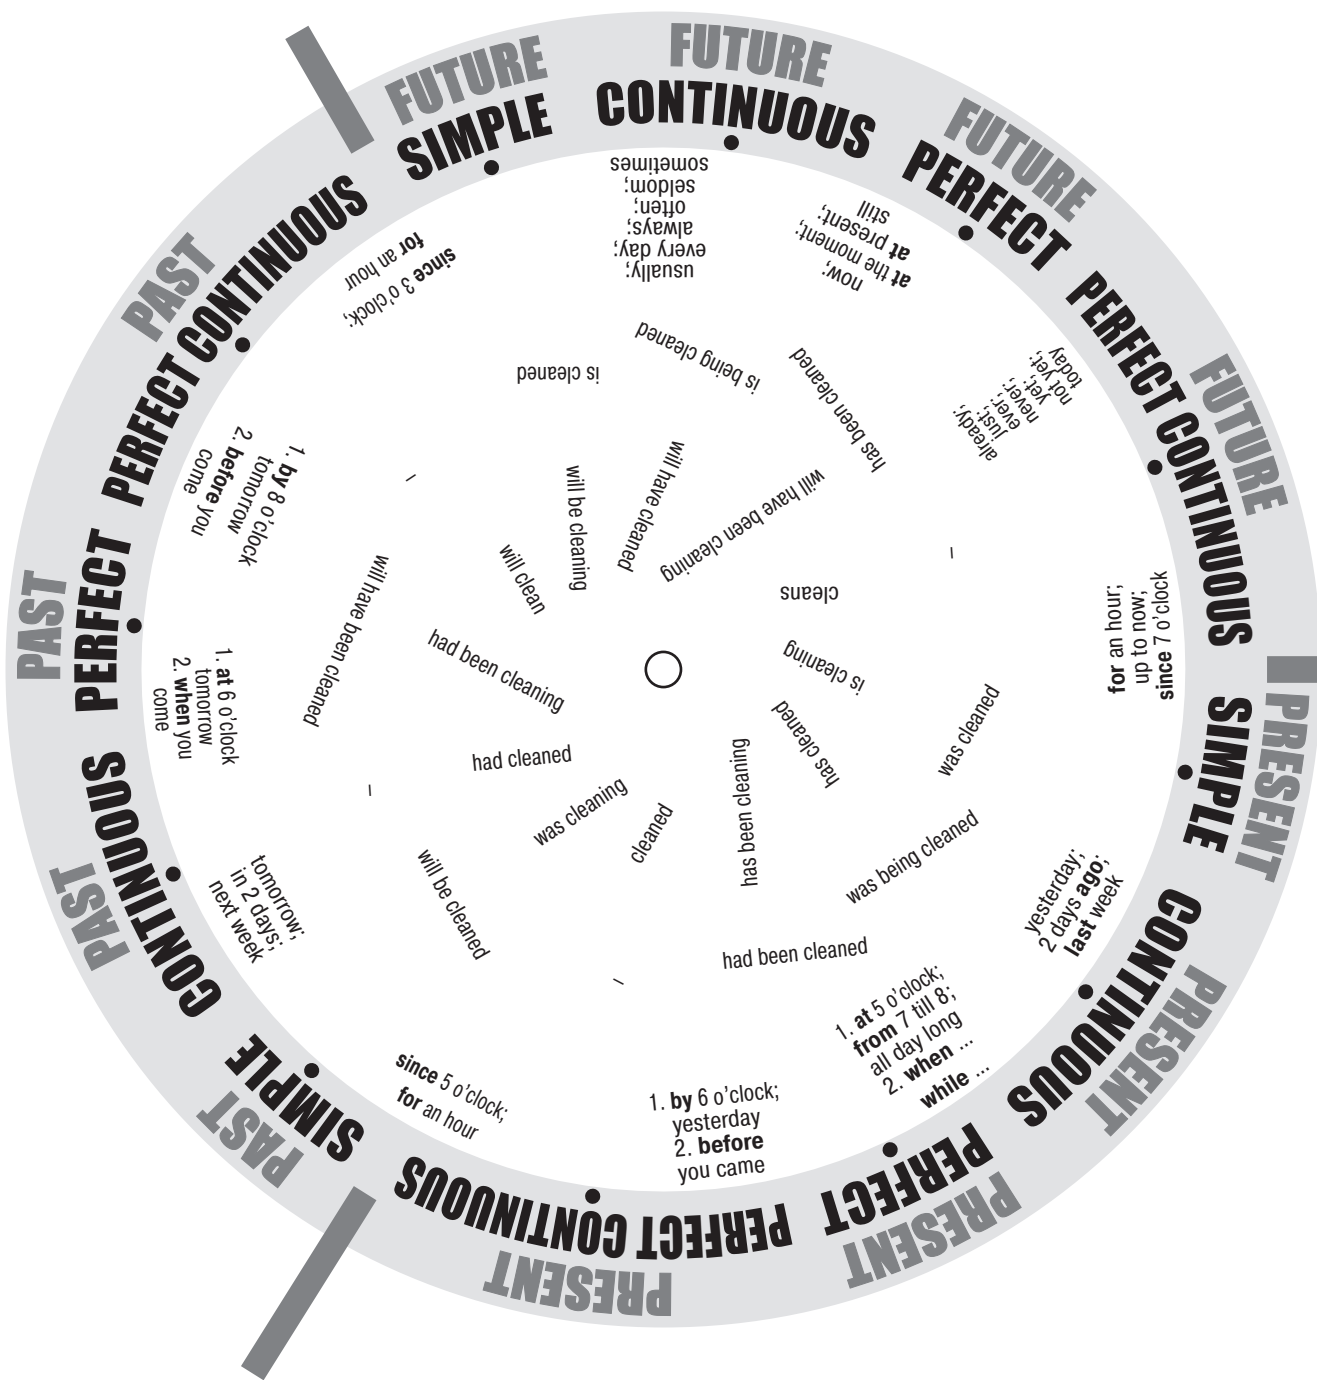 FUTURE
SIMPLE
FUTURE
CONTINUOUS
FUTURE
PERFECT
FUTURE
PERFECT CONTINUOUS
PRESENT
SIMPLE
PRESENT
CONTINUOUS
PRESENT
PERFECT
PRESENT
PERFECT CONTINUOUS
PAST
SIMPLE
PAST
CONTINUOUS
PAST
PERFECT
PAST
PERFECT CONTINUOUS
usually;
every day;
always;
often;
seldom;
sometimes
now;
at the moment;
at present;
still
already;
just;
ever;
never;
yet;
not yet;
today
for an hour;
up to now;
since 7 o'clock
yesterday;
2 days ago;
last week
1. at 5 o'clock;
from 7 till 8;
all day long
2. when ...
while ...
1. by 6 o'clock;
yesterday
2. before
you came
since 5 o'clock;
for an hour
tomorrow;
in 2 days;
next week
1. at 6 o'clock
tomorrow
2. when you
come
1. by 8 o'clock
tomorrow
2. before you
come
since 3 o'clock;
for an hour
is cleaned
is being cleaned
has been cleaned
–
was cleaned
was being cleaned
had been cleaned
–
will be cleaned
–
will have been cleaned
–
cleans
is cleaning
has cleaned
has been cleaning
cleaned
was cleaning
had cleaned
had been cleaning
will clean
will be cleaning
will have cleaned
will have been cleaning